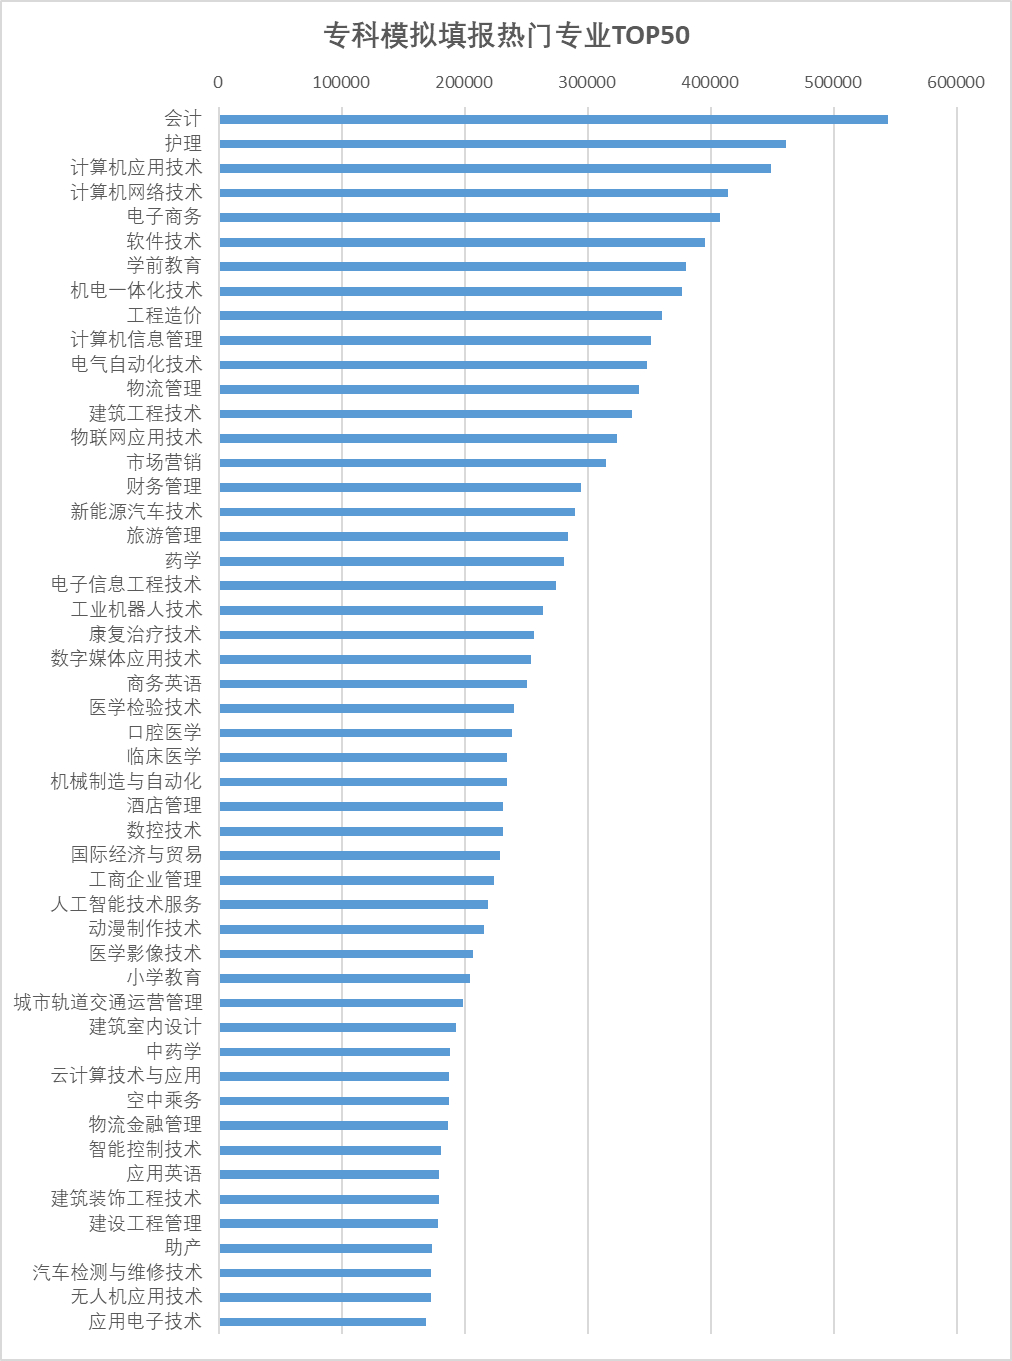 专科模拟填报热门专业TOP50
0 100000 200000 300000 400000 500000 600000
会计
护理
计算机应用技术
计算机网络技术
电子商务
软件技术
学前教育
机电一体化技术
工程造价
计算机信息管理
电气自动化技术
物流管理
建筑工程技术
物联网应用技术
市场营销
财务管理
新能源汽车技术
旅游管理
药学
电子信息工程技术
工业机器人技术
康复治疗技术
数字媒体应用技术
商务英语
医学检验技术
口腔医学
临床医学
机械制造与自动化
酒店管理
数控技术
国际经济与贸易
工商企业管理
人工智能技术服务
动漫制作技术
医学影像技术
小学教育
城市轨道交通运营管理
建筑室内设计
中药学
云计算技术与应用
空中乘务
物流金融管理
智能控制技术
应用英语
建筑装饰工程技术
建设工程管理
助产
汽车检测与维修技术
无人机应用技术
应用电子技术